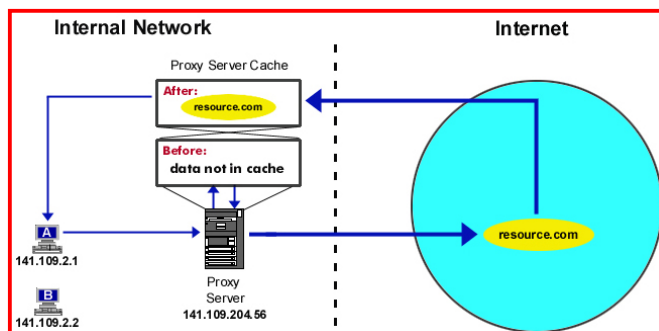 Internal Network
Internet
Proxy Server Cache
After:
resource.com
Before:
data not in cache
A
141.109.2.1
B
141.109.2.2
Proxy
Server
141.109.204.56
resource.com